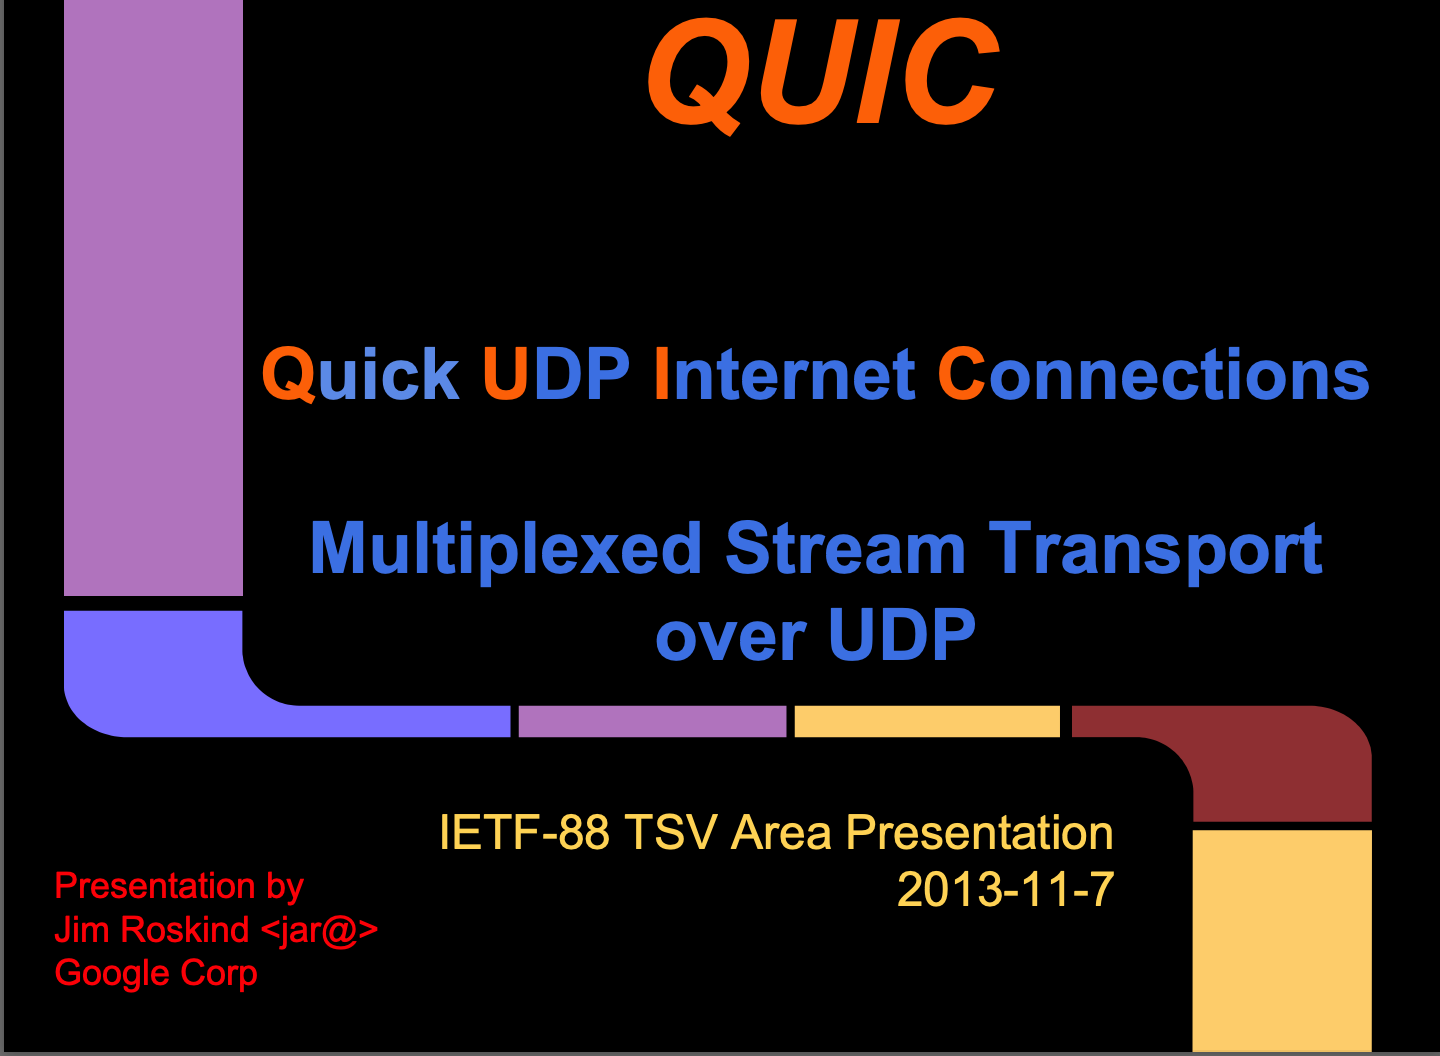 QUIC
Quick UDP Internet Connections
Multiplexed Stream Transport
over UDP
IETF-88 TSV Area Presentation
2013-11-7
Presentation by
Jim Roskind <jar@>
Google Corp